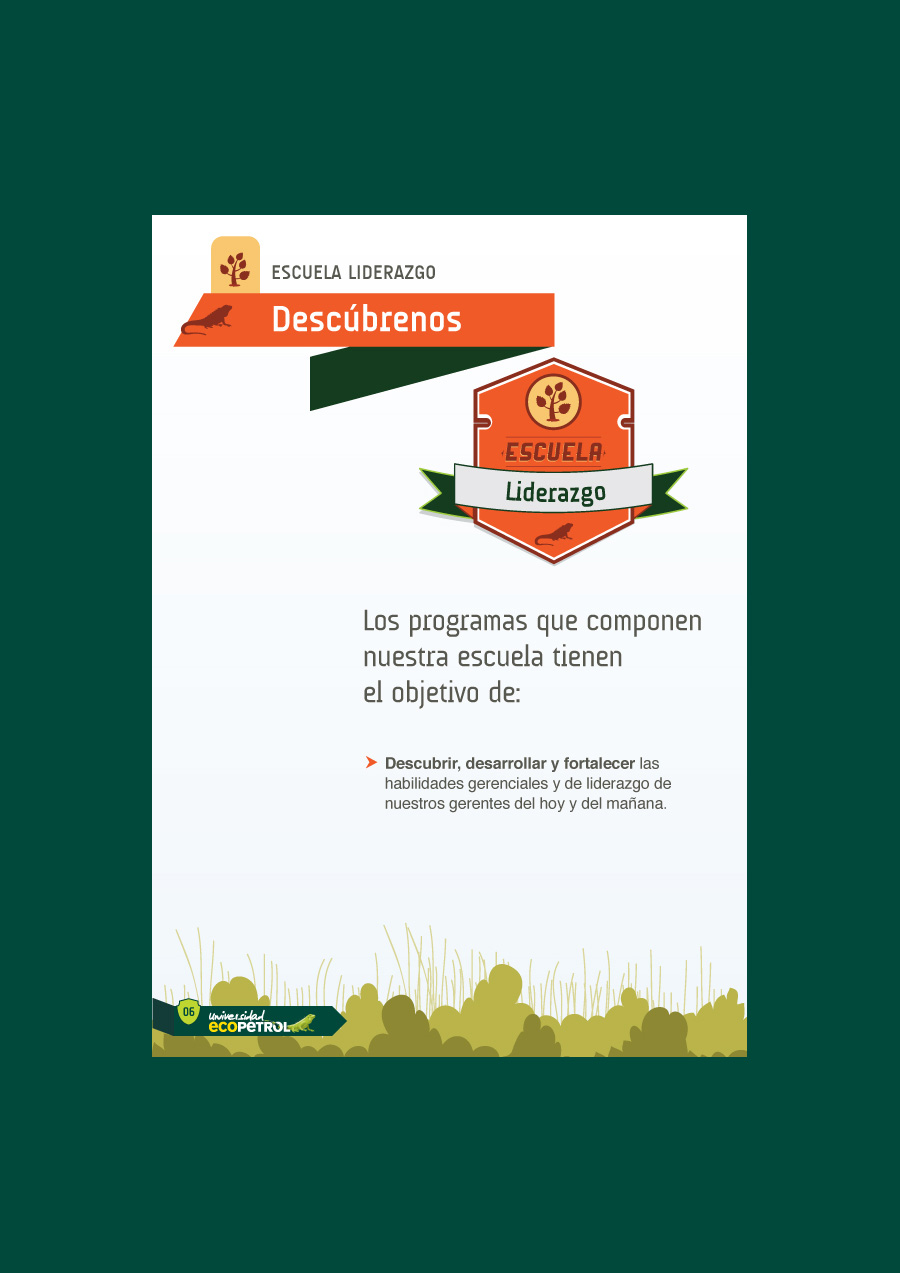 ESCUELA LIDERAZGO
Descúbrenos
ESCUELA
Liderazgo
Los programas que componen
nuestra escuela tienen
el objetivo de:
Descubrir, desarrollar y fortalecer las
habilidades gerenciales y de liderazgo de
nuestros gerentes del hoy y del mañana.
06
universidad
ECOPETROL